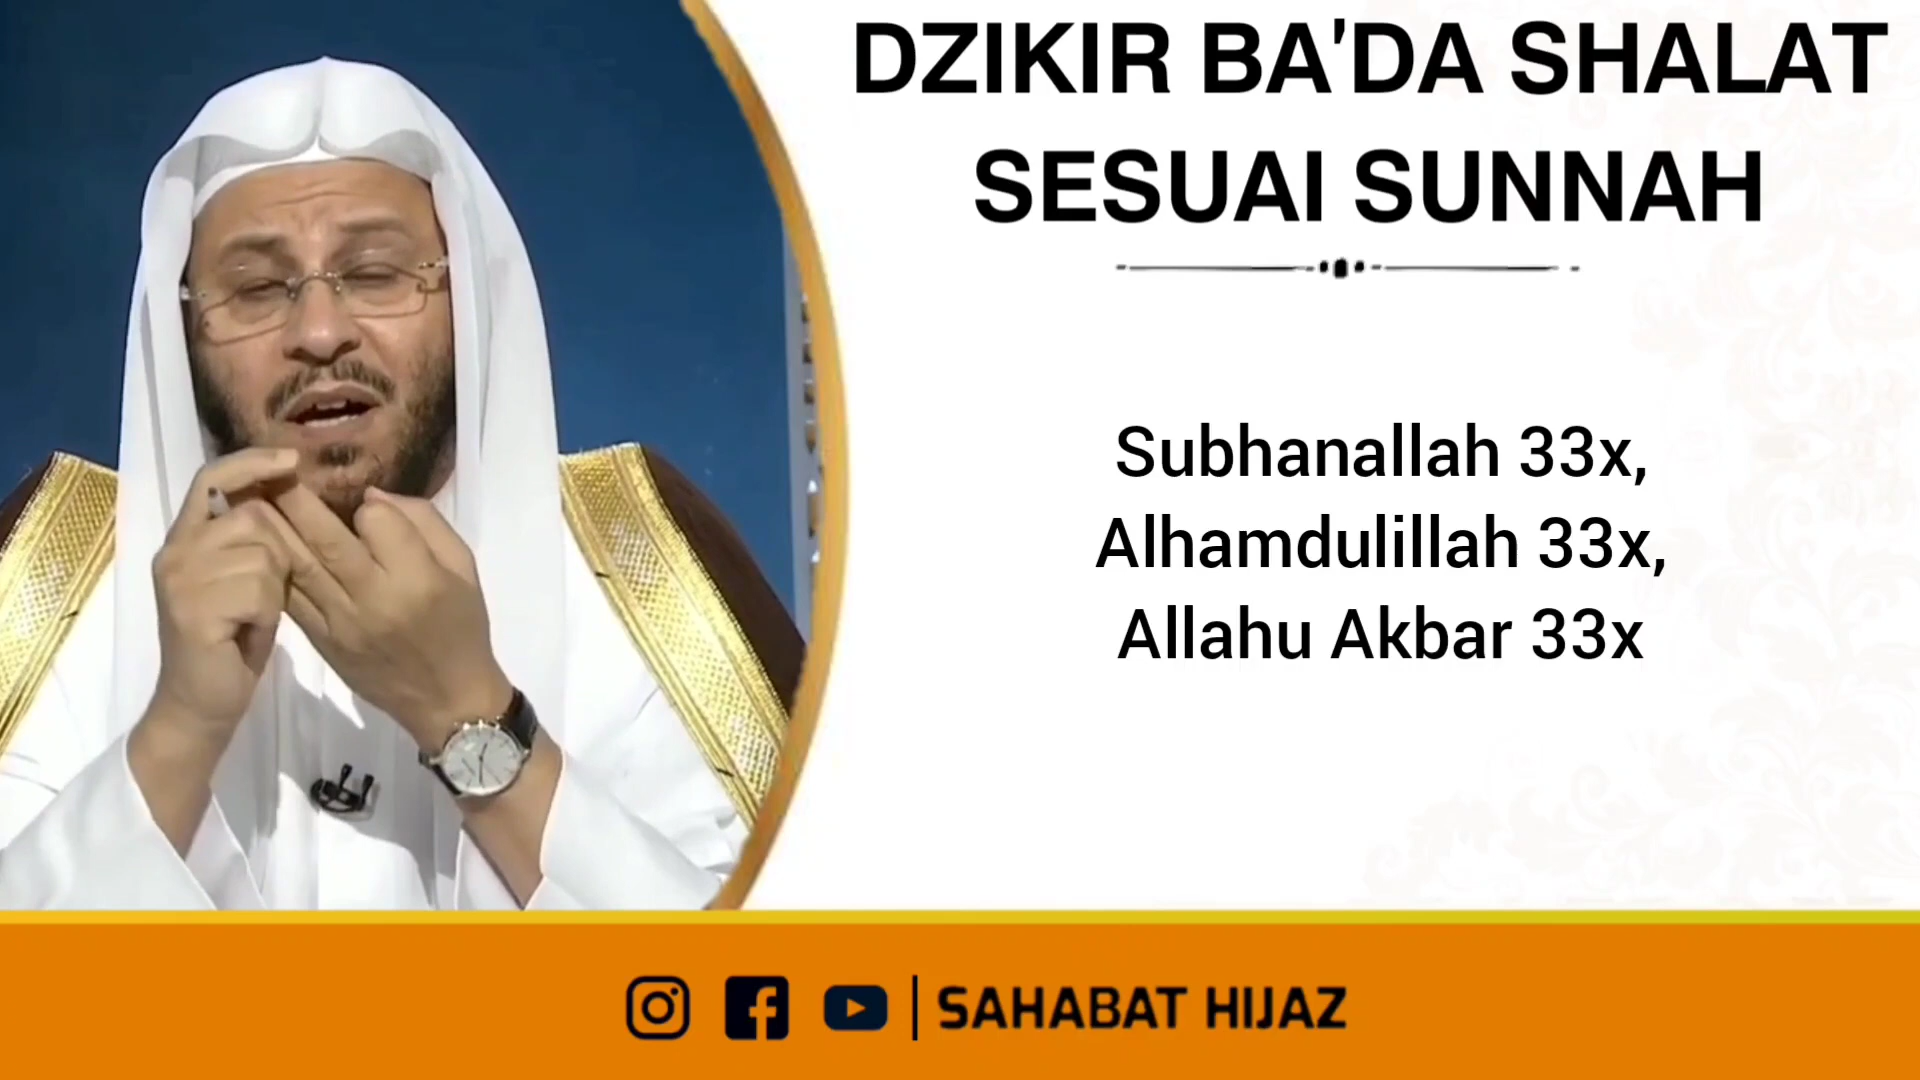 DZIKIR BA'DA SHALAT
SESUAI SUNNAH
Subhanallah 33x,
Alhamdulillah 33x,
Allahu Akbar 33x
SAHABAT HIJAZ